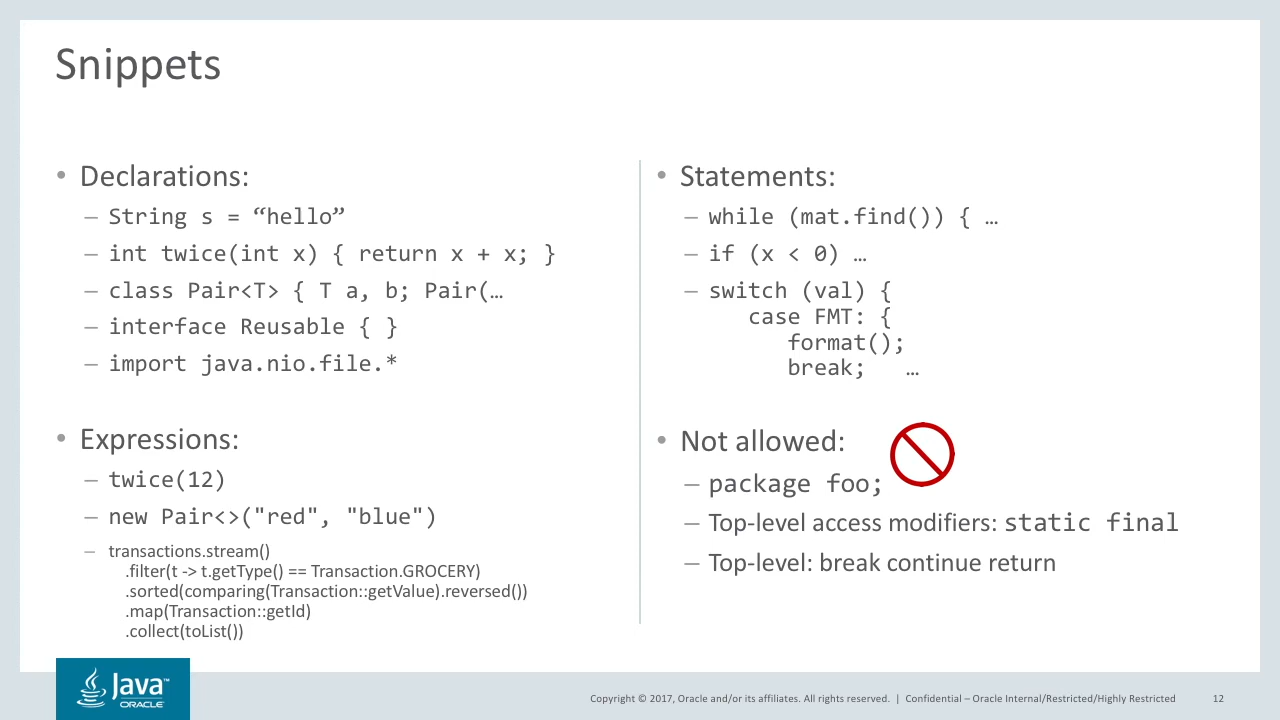 Snippets
• Declarations:
– String s = “hello”
– int twice(int x) { return x + x; }
– class Pair<T> { T a, b; Pair(…
– interface Reusable { }
– import java.nio.file.*
• Expressions:
– twice(12)
– new Pair<>("red", "blue")
– transactions.stream()
.filter(t -> t.getType() == Transaction.GROCERY)
.sorted(comparing(Transaction::getValue).reversed())
.map(Transaction::getId)
.collect(toList())
• Statements:
– while (mat.find()) { …
– if (x < 0) …
– switch (val) {
case FMT: {
format();
break; …
• Not allowed:
– package foo;
– Top-level access modifiers: static final
– Top-level: break continue return
Java™
ORACLE
Copyright © 2017, Oracle and/or its affiliates. All rights reserved. | Confidential – Oracle Internal/Restricted/Highly Restricted 12